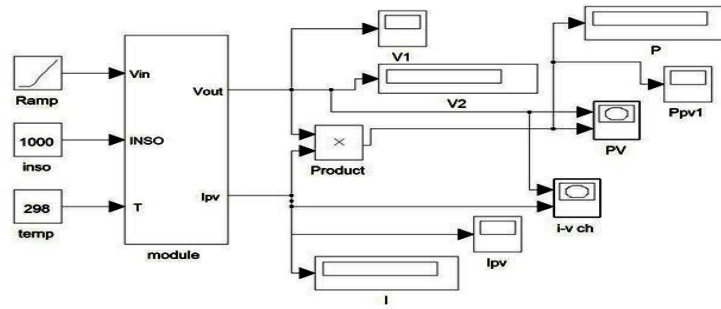 Ramp
1000
inso
298
temp
Vin
INSO
T
Vout
Ipv
module
V1
V2
×
Product
P
Ppv1
PV
i-v ch
Ipv
I